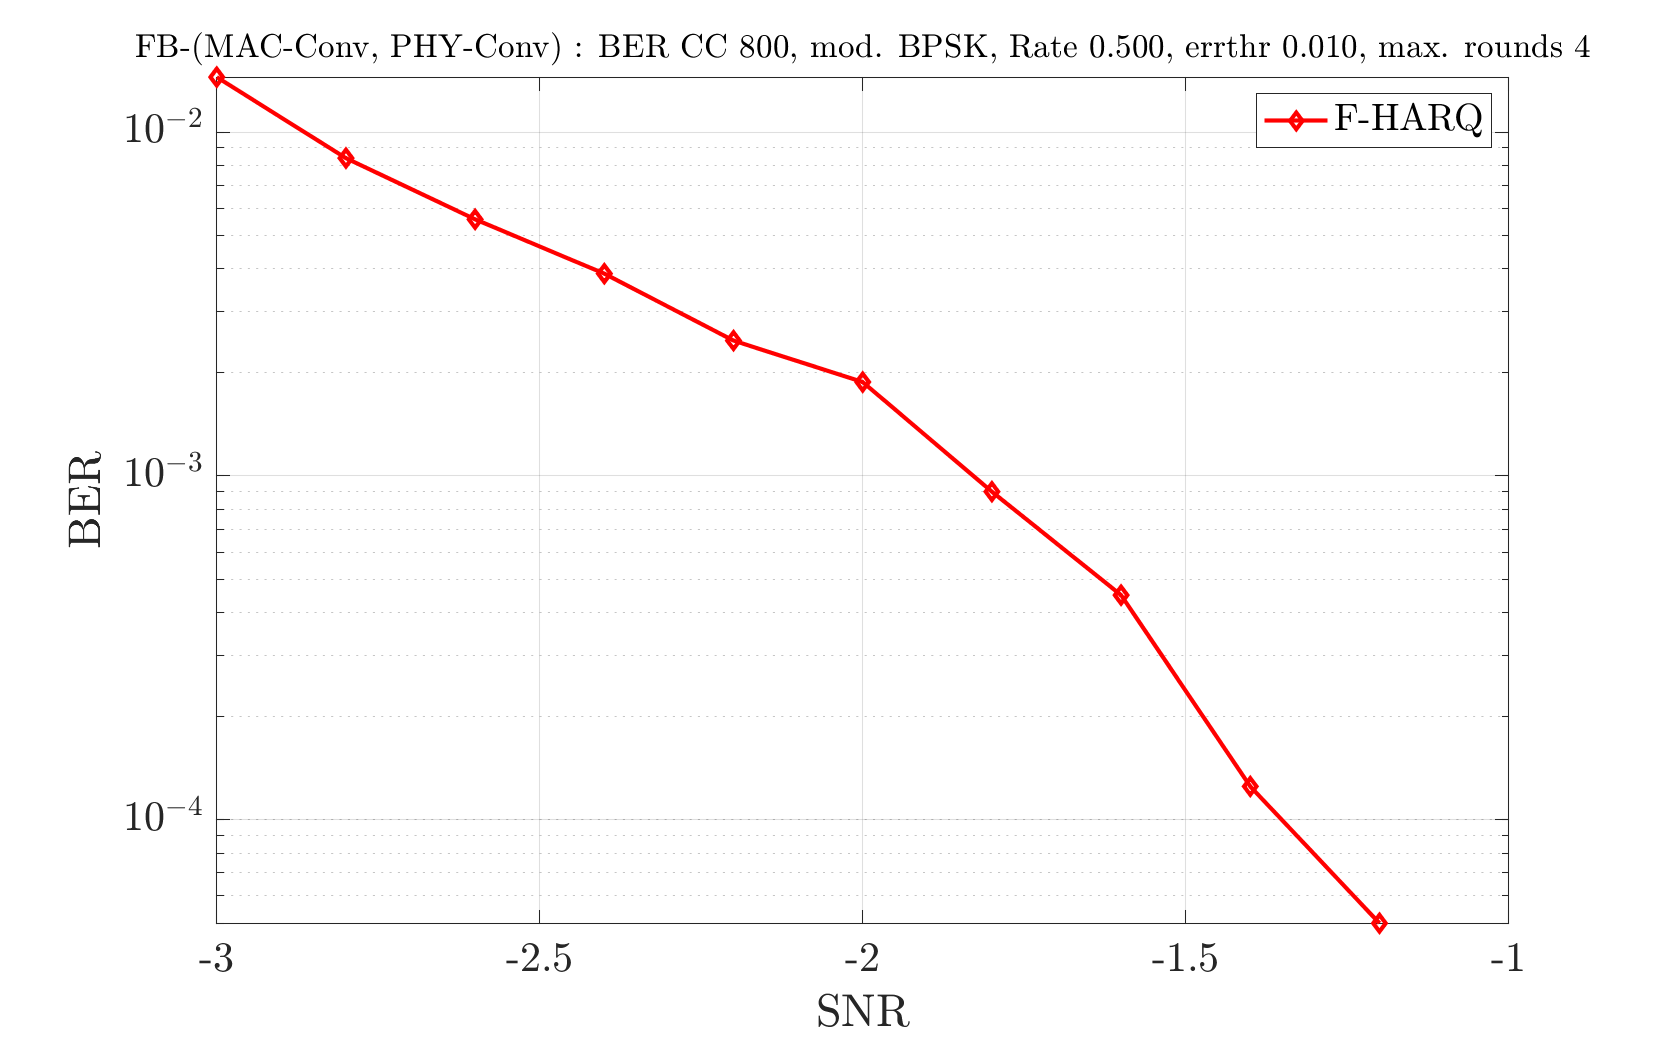 FB-(MAC-Conv, PHY-Conv) : BER CC 800, mod. BPSK, Rate 0.500, errthr 0.010, max. rounds 4
F-HARQ
10⁻²
10⁻³
10⁻⁴
BER
-3 -2.5 -2 -1.5 -1
SNR